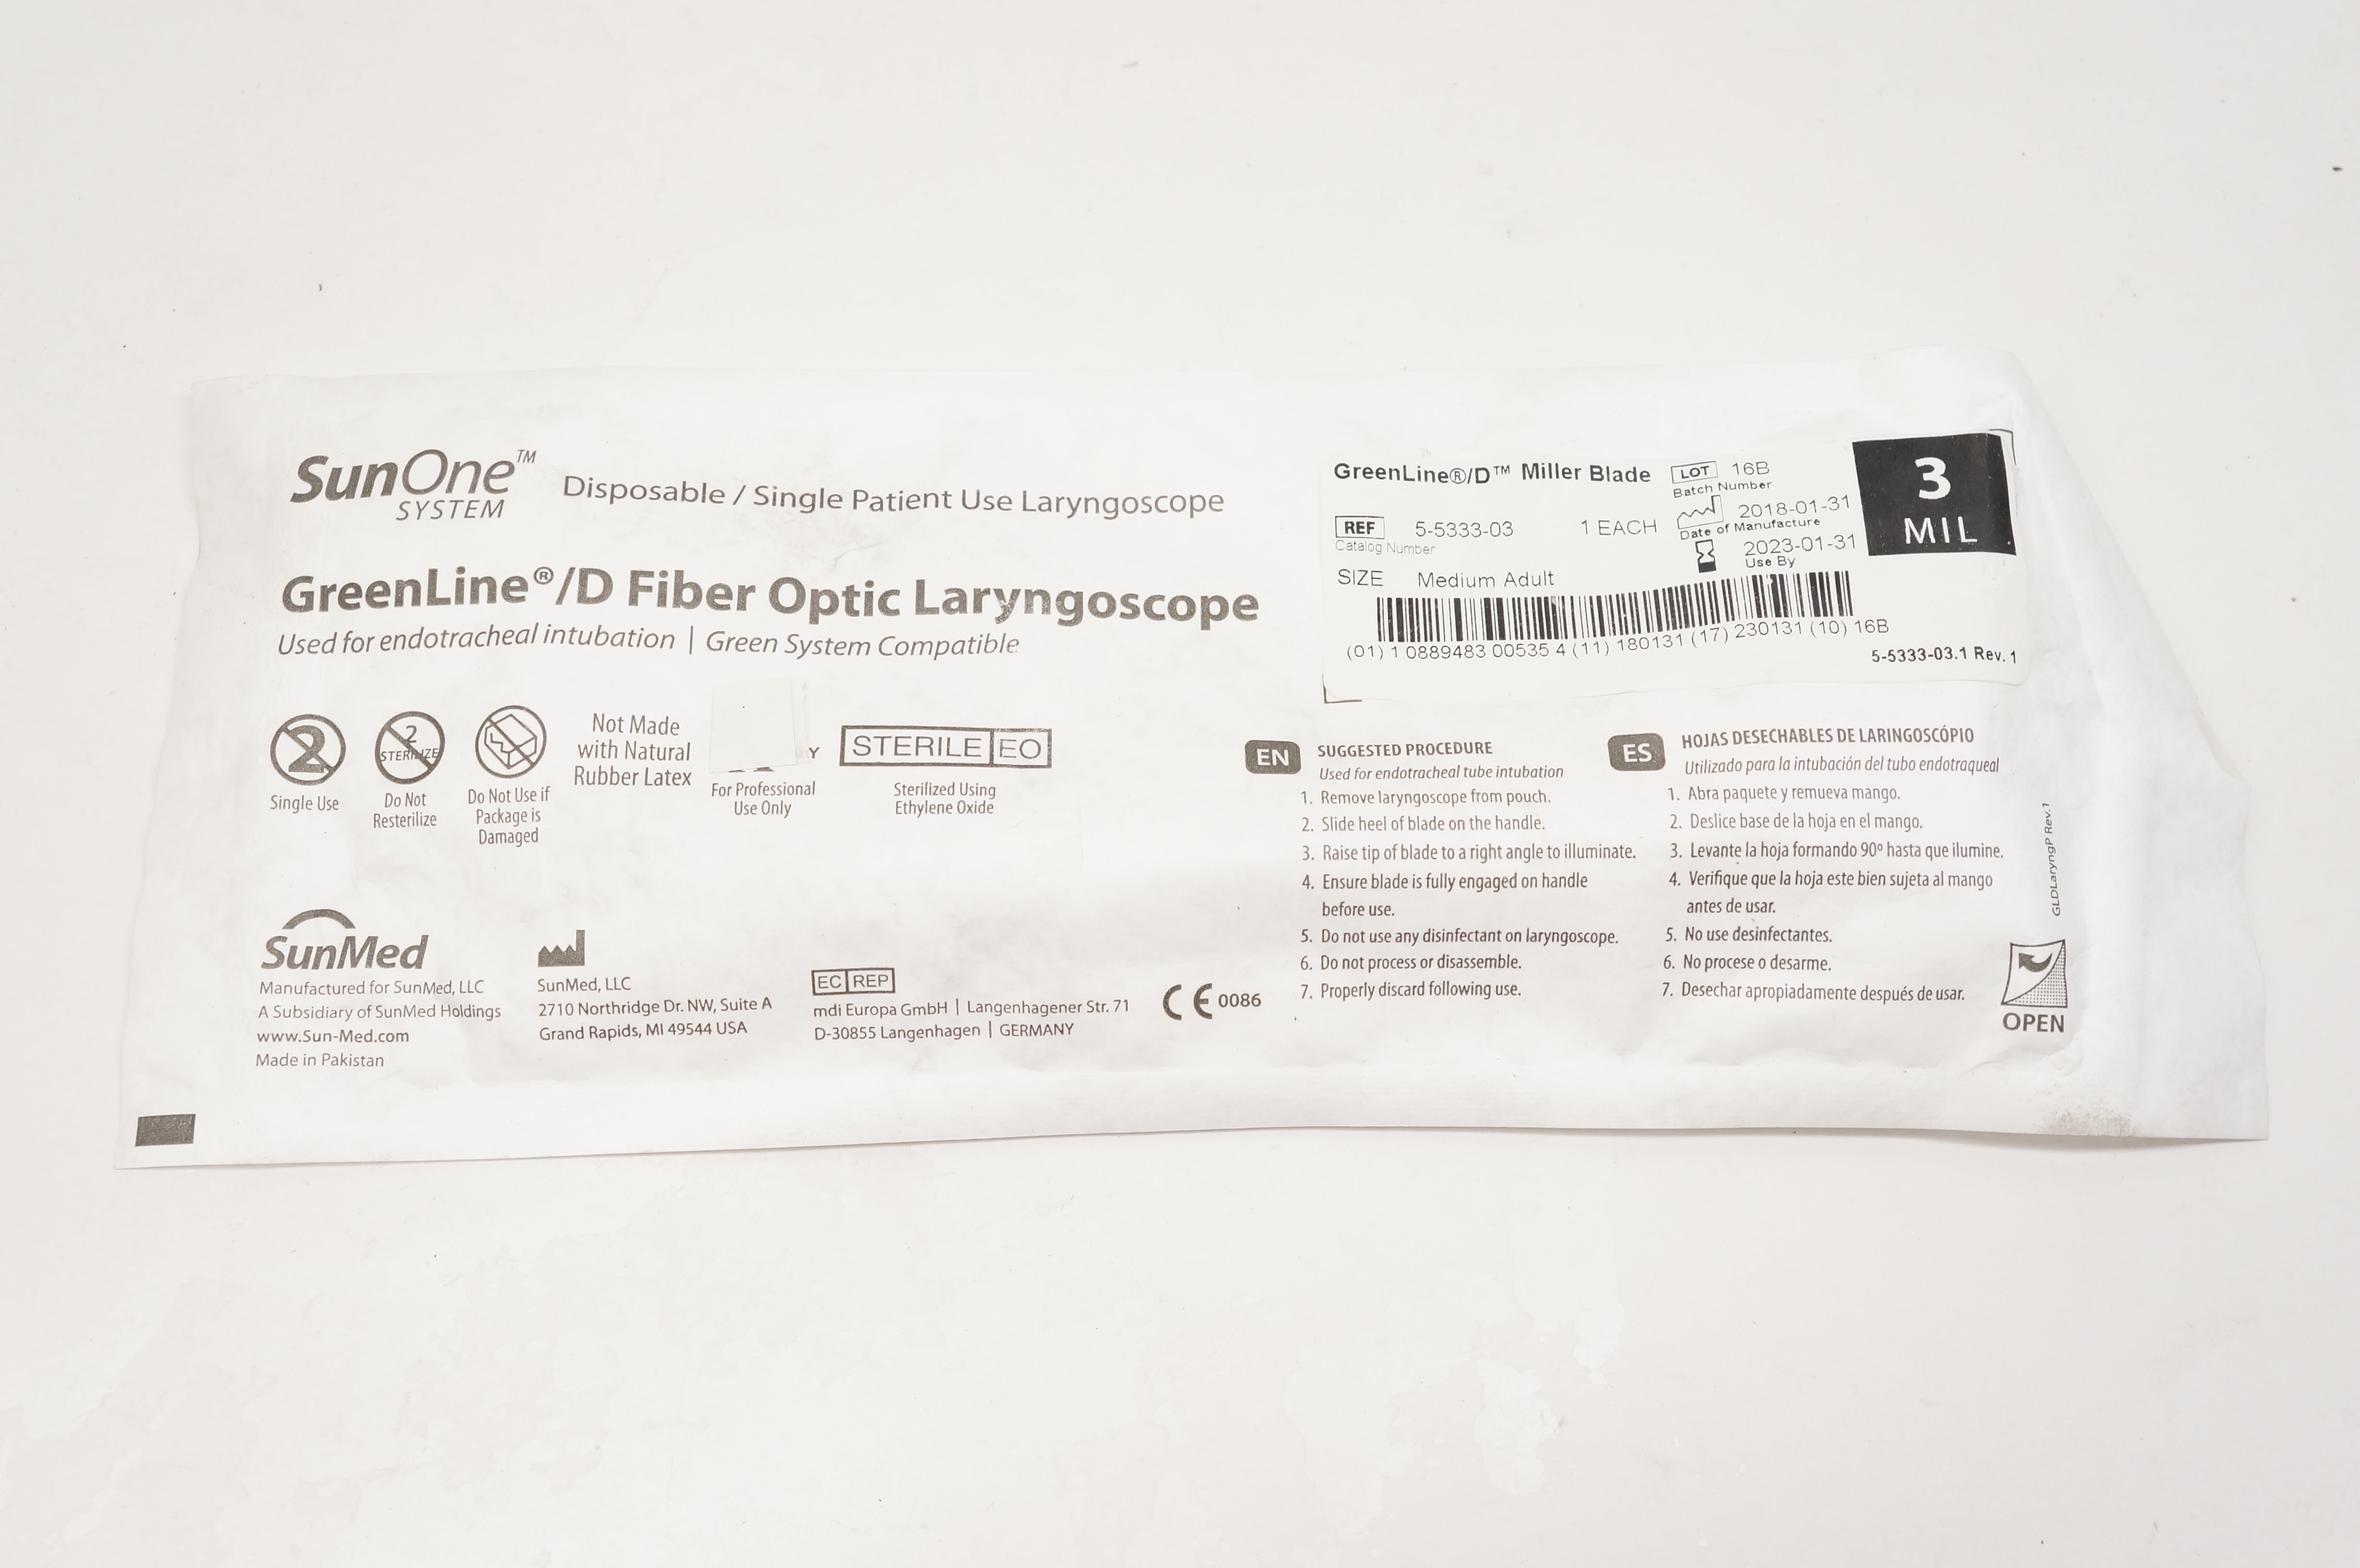 SunOne™
SYSTEM
Disposable / Single Patient Use Laryngoscope
GreenLine®/D Fiber Optic Laryngoscope
Used for endotracheal intubation | Green System Compatible
2
Single Use
2
STERILIZE
Do Not
Resterilize
Do Not Use if
Package is
Damaged
Not Made
with Natural
Rubber Latex
Y
For Professional
Use Only
STERILE EO
Sterilized Using
Ethylene Oxide
SunMed
Manufactured for SunMed, LLC
A Subsidiary of SunMed Holdings
www.Sun-Med.com
Made in Pakistan
SunMed, LLC
2710 Northridge Dr. NW, Suite A
Grand Rapids, MI 49544 USA
EC REP
mdi Europa GmbH | Langenhagener Str. 71
D-30855 Langenhagen | GERMANY
CE 0086
GreenLine®/D™ Miller Blade
LOT 16B
Batch Number
REF 5-5333-03 1 EACH
Catalog Number
2018-01-31
Date of Manufacture
2023-01-31
Use By
SIZE Medium Adult
3
MIL
(01) 1 0889483 00535 4 (11) 180131 (17) 230131 (10) 16B
5-5333-03.1 Rev. 1
EN
SUGGESTED PROCEDURE
Used for endotracheal tube intubation
1. Remove laryngoscope from pouch.
2. Slide heel of blade on the handle.
3. Raise tip of blade to a right angle to illuminate.
4. Ensure blade is fully engaged on handle
before use.
5. Do not use any disinfectant on laryngoscope.
6. Do not process or disassemble.
7. Properly discard following use.
ES
HOJAS DESECHABLES DE LARINGOSCÓPIO
Utilizado para la intubación del tubo endotraqueal
1. Abra paquete y remueva mango.
2. Deslice base de la hoja en el mango.
3. Levante la hoja formando 90º hasta que ilumine.
4. Verifique que la hoja este bien sujeta al mango
antes de usar.
5. No use desinfectantes.
6. No procese o desarme.
7. Desechar apropiadamente después de usar.
GLDLaryngP Rev.1
OPEN